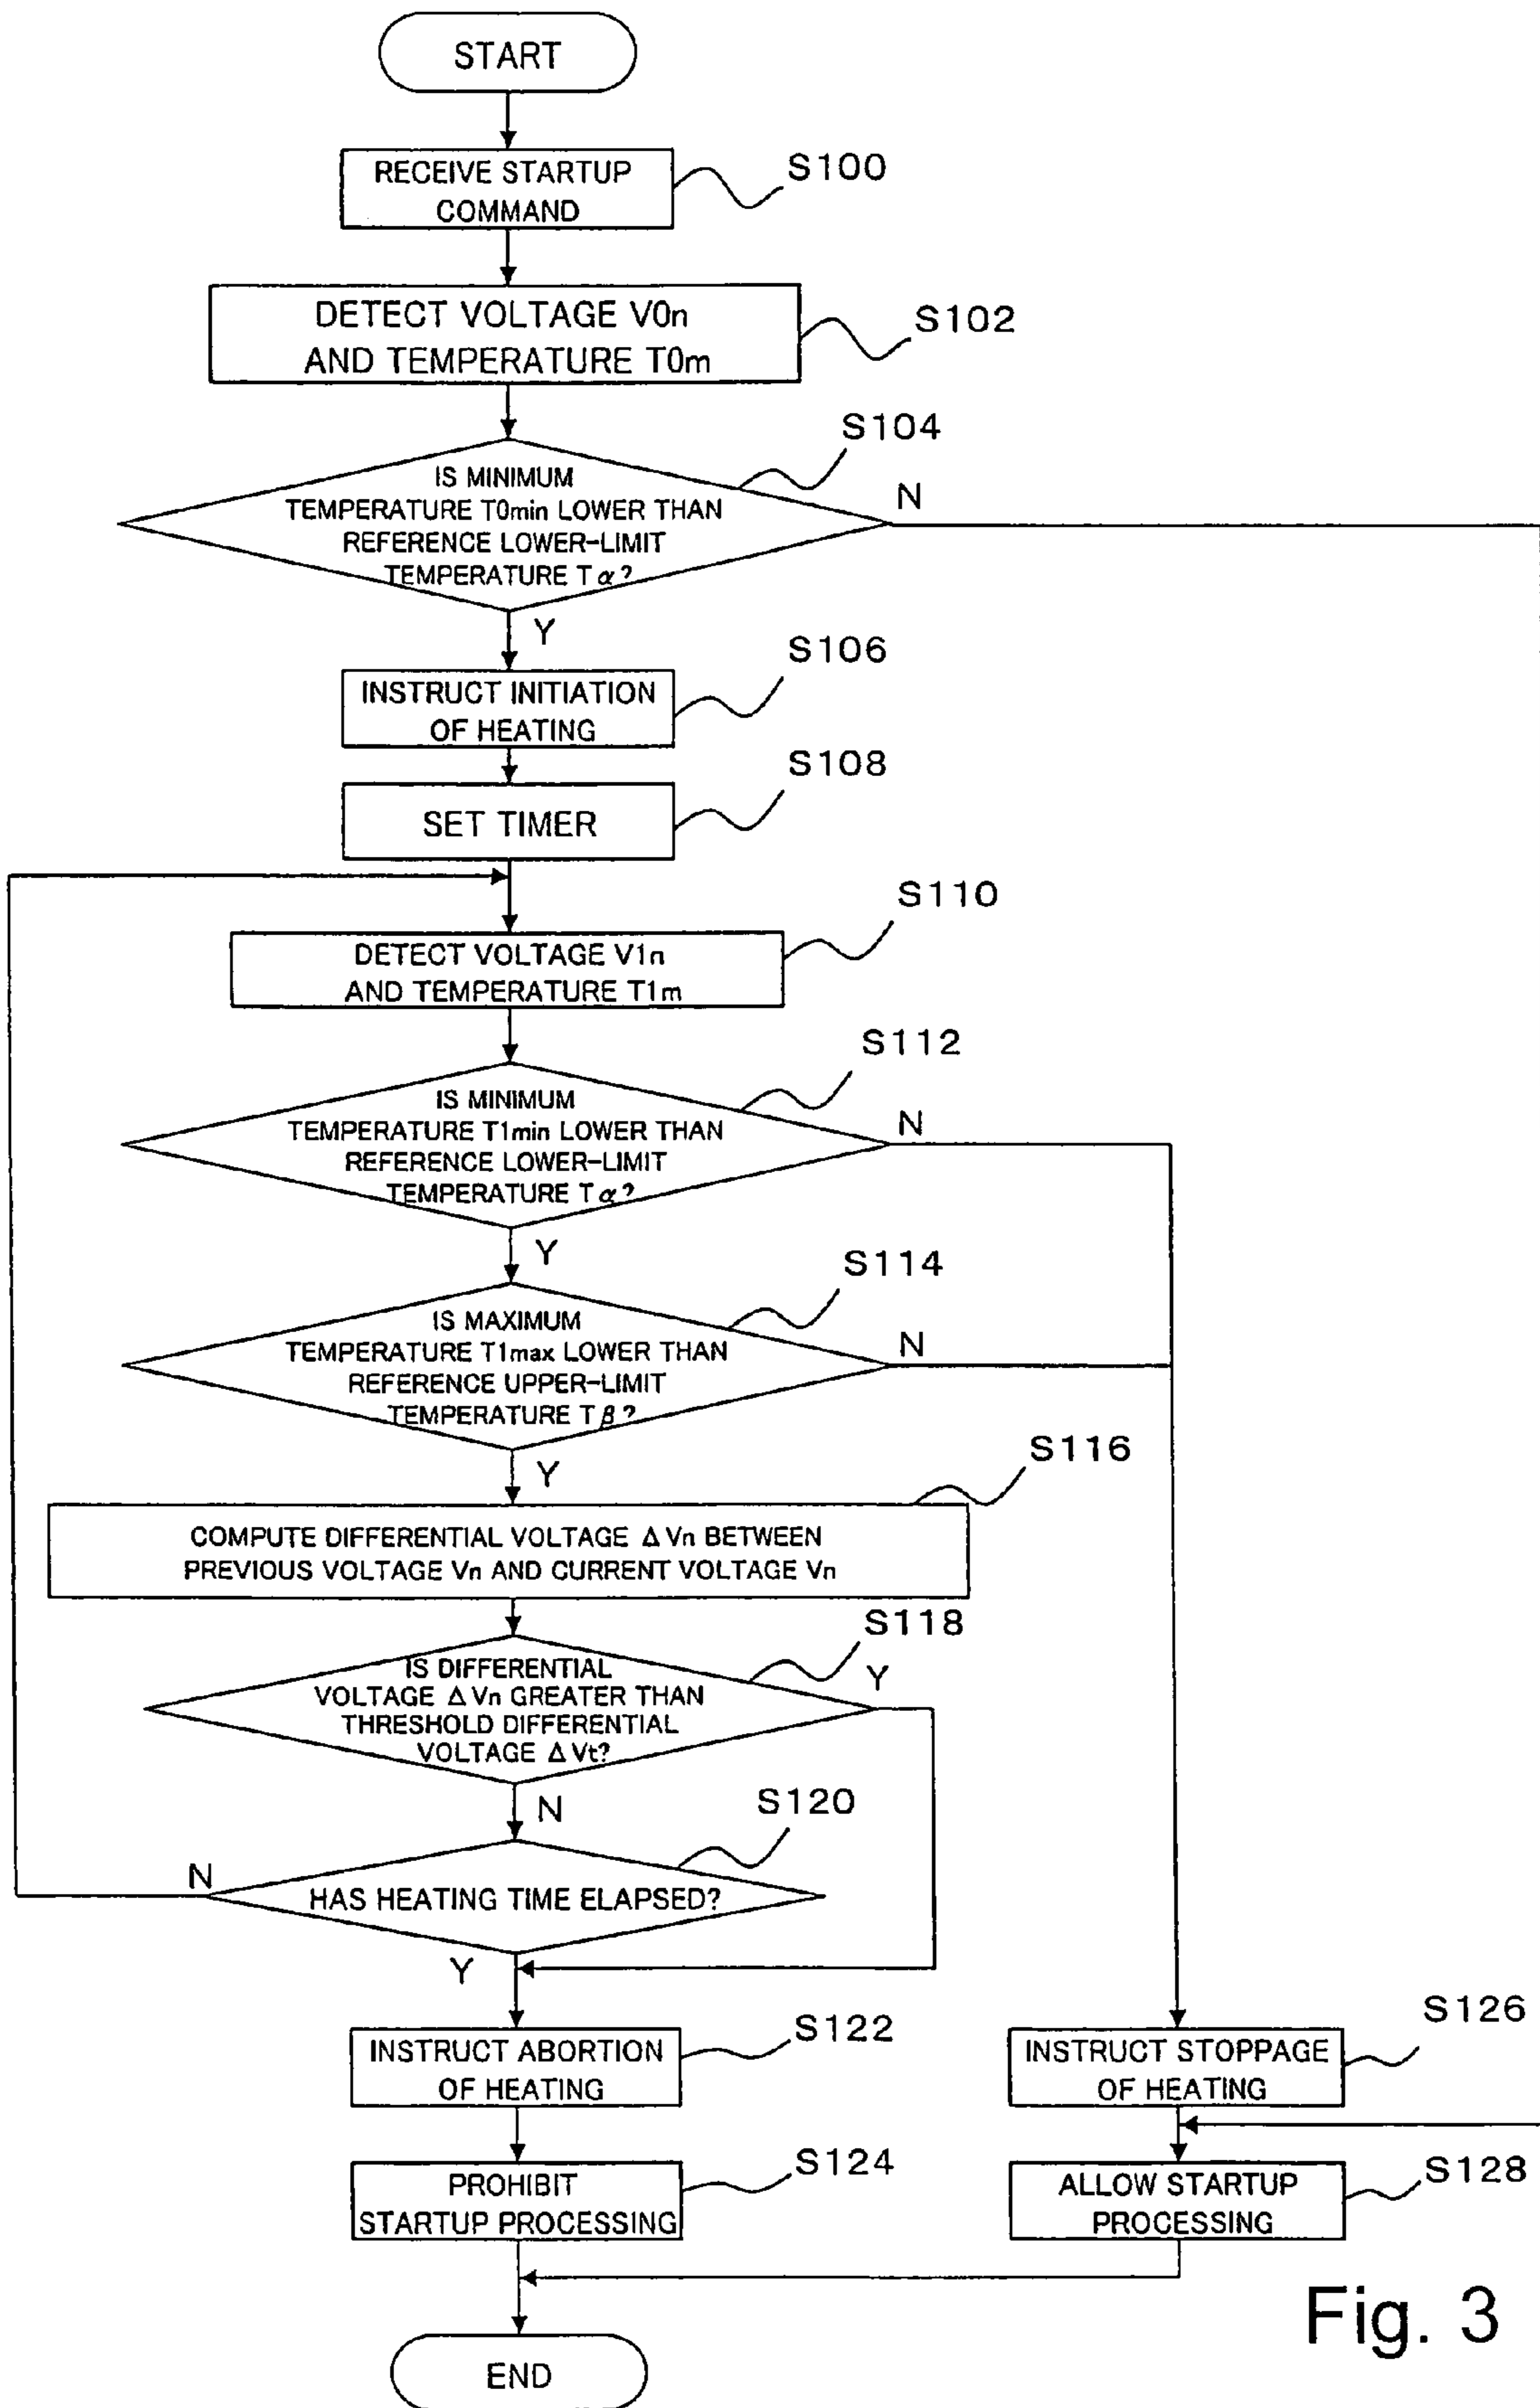 START
RECEIVE STARTUP
COMMAND
S100
DETECT VOLTAGE V0n
AND TEMPERATURE T0m
S102
S104
IS MINIMUM
TEMPERATURE T0min LOWER THAN
REFERENCE LOWER-LIMIT
TEMPERATURE Tα?
N
Y
S106
INSTRUCT INITIATION
OF HEATING
S108
SET TIMER
S110
DETECT VOLTAGE V1n
AND TEMPERATURE T1m
S112
IS MINIMUM
TEMPERATURE T1min LOWER THAN
REFERENCE LOWER-LIMIT
TEMPERATURE Tα?
N
Y
S114
IS MAXIMUM
TEMPERATURE T1max LOWER THAN
REFERENCE UPPER-LIMIT
TEMPERATURE Tβ?
N
Y
S116
COMPUTE DIFFERENTIAL VOLTAGE ΔVn BETWEEN
PREVIOUS VOLTAGE Vn AND CURRENT VOLTAGE Vn
S118
IS DIFFERENTIAL
VOLTAGE ΔVn GREATER THAN
THRESHOLD DIFFERENTIAL
VOLTAGE ΔVt?
Y
N
S120
HAS HEATING TIME ELAPSED?
N
Y
S122
INSTRUCT ABORTION
OF HEATING
S126
INSTRUCT STOPPAGE
OF HEATING
S124
PROHIBIT
STARTUP PROCESSING
S128
ALLOW STARTUP
PROCESSING
END
Fig. 3